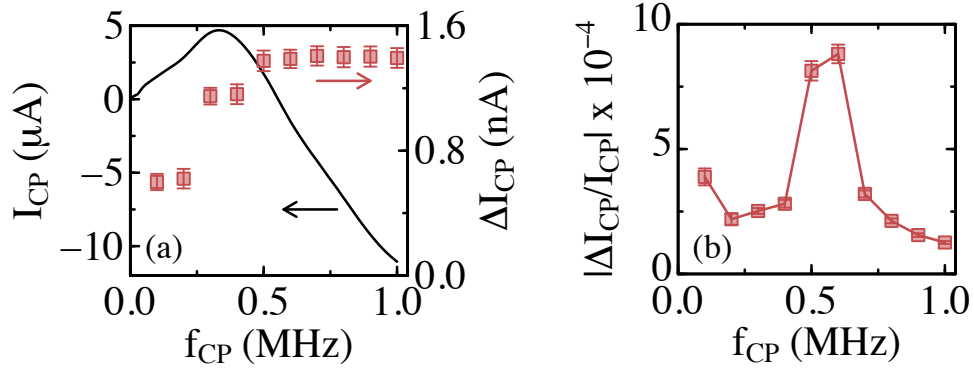 5
0
−5
−10
I_CP (μA)
(a)
1.6
0.8
0.0
ΔI_CP (nA)
0.0 0.5 1.0
f_CP (MHz)
10
5
0
|ΔI_CP/I_CP| x 10⁻⁴
(b)
0.0 0.5 1.0
f_CP (MHz)